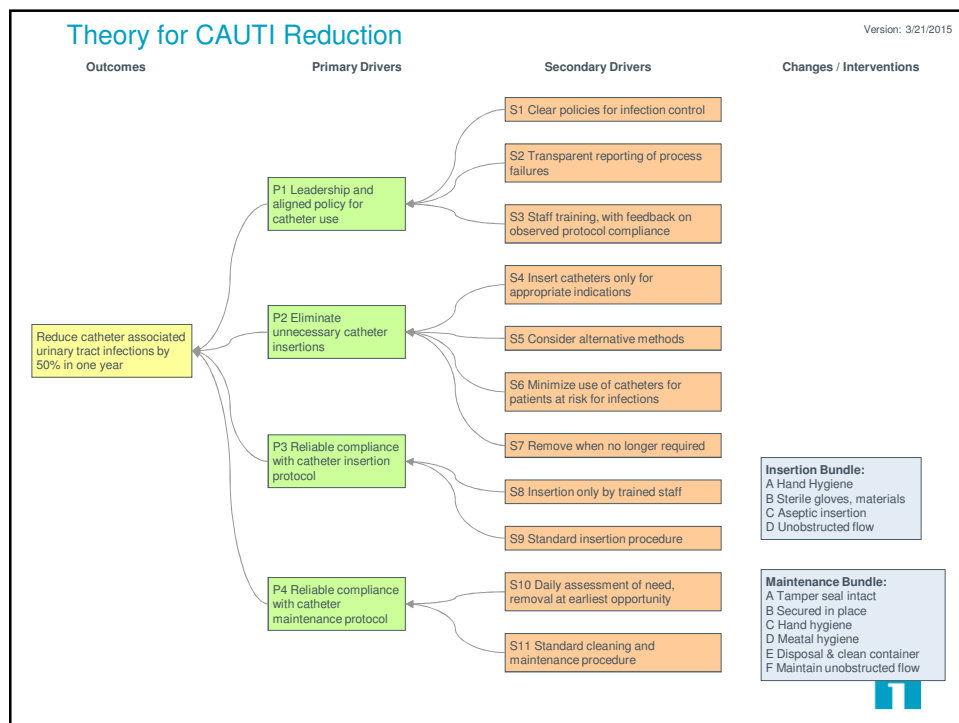 Theory for CAUTI Reduction
Version: 3/21/2015
Outcomes
Primary Drivers
Secondary Drivers
Changes / Interventions
Reduce catheter associated
urinary tract infections by
50% in one year
P1 Leadership and
aligned policy for
catheter use
P2 Eliminate
unnecessary catheter
insertions
P3 Reliable compliance
with catheter insertion
protocol
P4 Reliable compliance
with catheter
maintenance protocol
S1 Clear policies for infection control
S2 Transparent reporting of process
failures
S3 Staff training, with feedback on
observed protocol compliance
S4 Insert catheters only for
appropriate indications
S5 Consider alternative methods
S6 Minimize use of catheters for
patients at risk for infections
S7 Remove when no longer required
S8 Insertion only by trained staff
S9 Standard insertion procedure
S10 Daily assessment of need,
removal at earliest opportunity
S11 Standard cleaning and
maintenance procedure
Insertion Bundle:
A Hand Hygiene
B Sterile gloves, materials
C Aseptic insertion
D Unobstructed flow
Maintenance Bundle:
A Tamper seal intact
B Secured in place
C Hand hygiene
D Meatal hygiene
E Disposal & clean container
F Maintain unobstructed flow